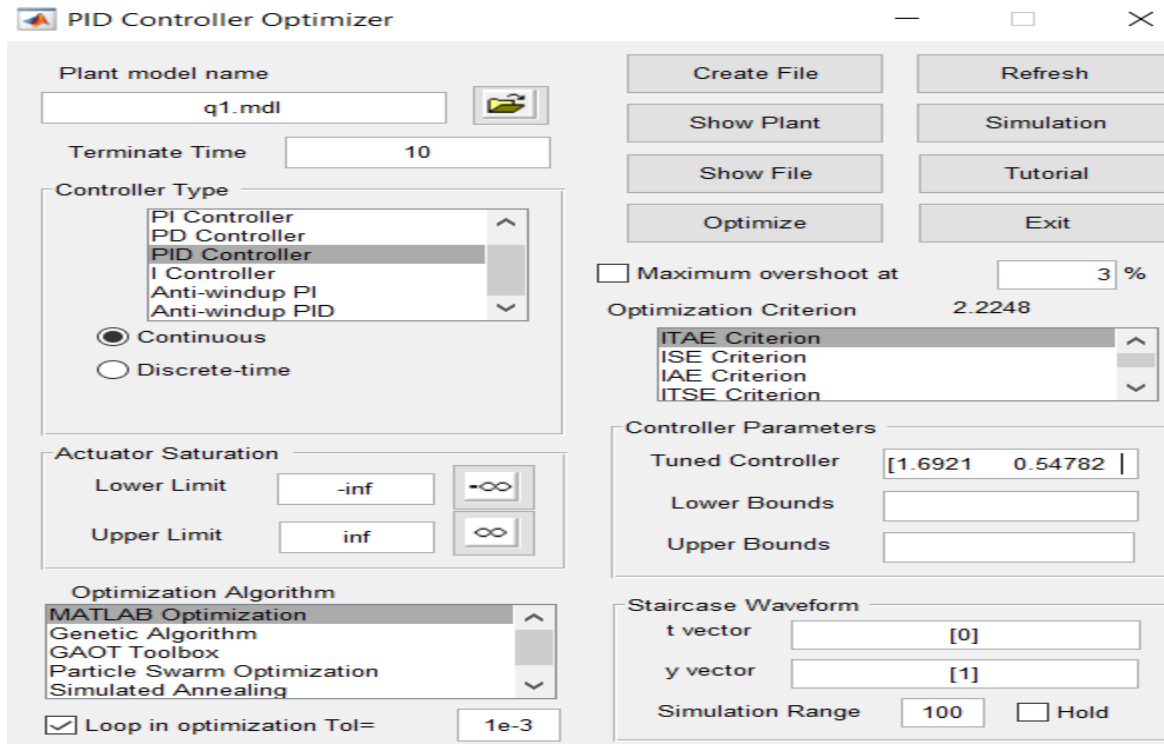 PID Controller Optimizer
Plant model name
q1.mdl
Terminate Time 10
Controller Type
PI Controller
PD Controller
PID Controller
I Controller
Anti-windup PI
Anti-windup PID
Continuous
Discrete-time
Actuator Saturation
Lower Limit -inf -∞
Upper Limit inf ∞
Optimization Algorithm
MATLAB Optimization
Genetic Algorithm
GAOT Toolbox
Particle Swarm Optimization
Simulated Annealing
Loop in optimization Tol= 1e-3
Create File Refresh
Show Plant Simulation
Show File Tutorial
Optimize Exit
Maximum overshoot at 3 %
Optimization Criterion 2.2248
ITAE Criterion
ISE Criterion
IAE Criterion
ITSE Criterion
Controller Parameters
Tuned Controller [1.6921 0.54782
Lower Bounds
Upper Bounds
Staircase Waveform
t vector [0]
y vector [1]
Simulation Range 100 Hold